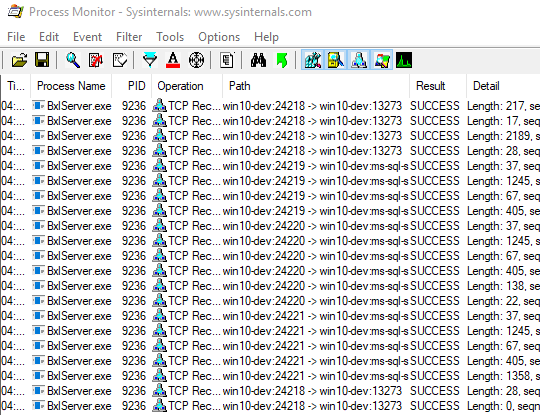 Process Monitor - Sysinternals: www.sysinternals.com
File Edit Event Filter Tools Options Help
Ti... Process Name PID Operation Path Result Detail
04:... BxlServer.exe 9236 TCP Rec... win10-dev:24218 -> win10-dev:13273 SUCCESS Length: 217, se
04:... BxlServer.exe 9236 TCP Rec... win10-dev:24218 -> win10-dev:13273 SUCCESS Length: 17, seq
04:... BxlServer.exe 9236 TCP Rec... win10-dev:24218 -> win10-dev:13273 SUCCESS Length: 2189, s
04:... BxlServer.exe 9236 TCP Rec... win10-dev:24218 -> win10-dev:13273 SUCCESS Length: 28, seq
04:... BxlServer.exe 9236 TCP Rec... win10-dev:24219 -> win10-dev:ms-sql-s SUCCESS Length: 37, seq
04:... BxlServer.exe 9236 TCP Rec... win10-dev:24219 -> win10-dev:ms-sql-s SUCCESS Length: 1245, s
04:... BxlServer.exe 9236 TCP Rec... win10-dev:24219 -> win10-dev:ms-sql-s SUCCESS Length: 67, seq
04:... BxlServer.exe 9236 TCP Rec... win10-dev:24219 -> win10-dev:ms-sql-s SUCCESS Length: 405, se
04:... BxlServer.exe 9236 TCP Rec... win10-dev:24220 -> win10-dev:ms-sql-s SUCCESS Length: 37, seq
04:... BxlServer.exe 9236 TCP Rec... win10-dev:24220 -> win10-dev:ms-sql-s SUCCESS Length: 1245, s
04:... BxlServer.exe 9236 TCP Rec... win10-dev:24220 -> win10-dev:ms-sql-s SUCCESS Length: 67, seq
04:... BxlServer.exe 9236 TCP Rec... win10-dev:24220 -> win10-dev:ms-sql-s SUCCESS Length: 405, se
04:... BxlServer.exe 9236 TCP Rec... win10-dev:24220 -> win10-dev:ms-sql-s SUCCESS Length: 138, se
04:... BxlServer.exe 9236 TCP Rec... win10-dev:24220 -> win10-dev:ms-sql-s SUCCESS Length: 22, seq
04:... BxlServer.exe 9236 TCP Rec... win10-dev:24221 -> win10-dev:ms-sql-s SUCCESS Length: 37, seq
04:... BxlServer.exe 9236 TCP Rec... win10-dev:24221 -> win10-dev:ms-sql-s SUCCESS Length: 1245, s
04:... BxlServer.exe 9236 TCP Rec... win10-dev:24221 -> win10-dev:ms-sql-s SUCCESS Length: 67, seq
04:... BxlServer.exe 9236 TCP Rec... win10-dev:24221 -> win10-dev:ms-sql-s SUCCESS Length: 405, se
04:... BxlServer.exe 9236 TCP Rec... win10-dev:24221 -> win10-dev:ms-sql-s SUCCESS Length: 1358, s
04:... BxlServer.exe 9236 TCP Rec... win10-dev:24218 -> win10-dev:13273 SUCCESS Length: 28, seq
04:... BxlServer.exe 9236 TCP Rec... win10-dev:24218 -> win10-dev:13273 SUCCESS Length: 0, seqn